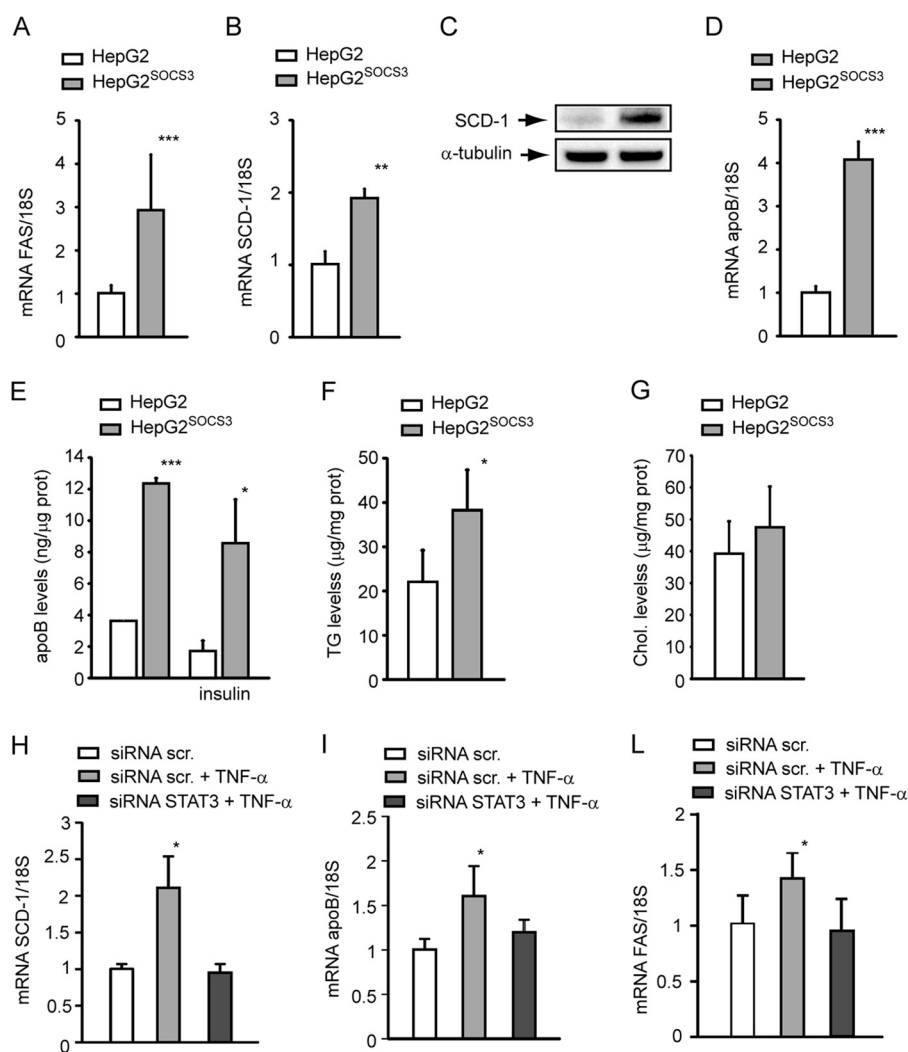 A
HepG2
HepG2SOCS3
mRNA FAS/18S
5
4
3
2
1
0
***
B
HepG2
HepG2SOCS3
mRNA SCD-1/18S
3
2
1
0
**
C
SCD-1
α-tubulin
D
HepG2
HepG2SOCS3
mRNA apoB/18S
5
4
3
2
1
0
***
E
HepG2
HepG2SOCS3
apoB levels (ng/μg prot)
14
12
10
8
6
4
2
0
***
*
insulin
F
HepG2
HepG2SOCS3
TG levelss (μg/mg prot)
50
40
30
20
10
0
*
G
HepG2
HepG2SOCS3
Chol. levelss (μg/mg prot)
70
60
50
40
30
20
10
0
H
siRNA scr.
siRNA scr. + TNF-α
siRNA STAT3 + TNF-α
mRNA SCD-1/18S
3
2.5
2
1.5
1
0.5
0
*
I
siRNA scr.
siRNA scr. + TNF-α
siRNA STAT3 + TNF-α
mRNA apoB/18S
2.5
2
1.5
1
0.5
0
*
L
siRNA scr.
siRNA scr. + TNF-α
siRNA STAT3 + TNF-α
mRNA FAS/18S
2
1.5
1
0.5
0
*